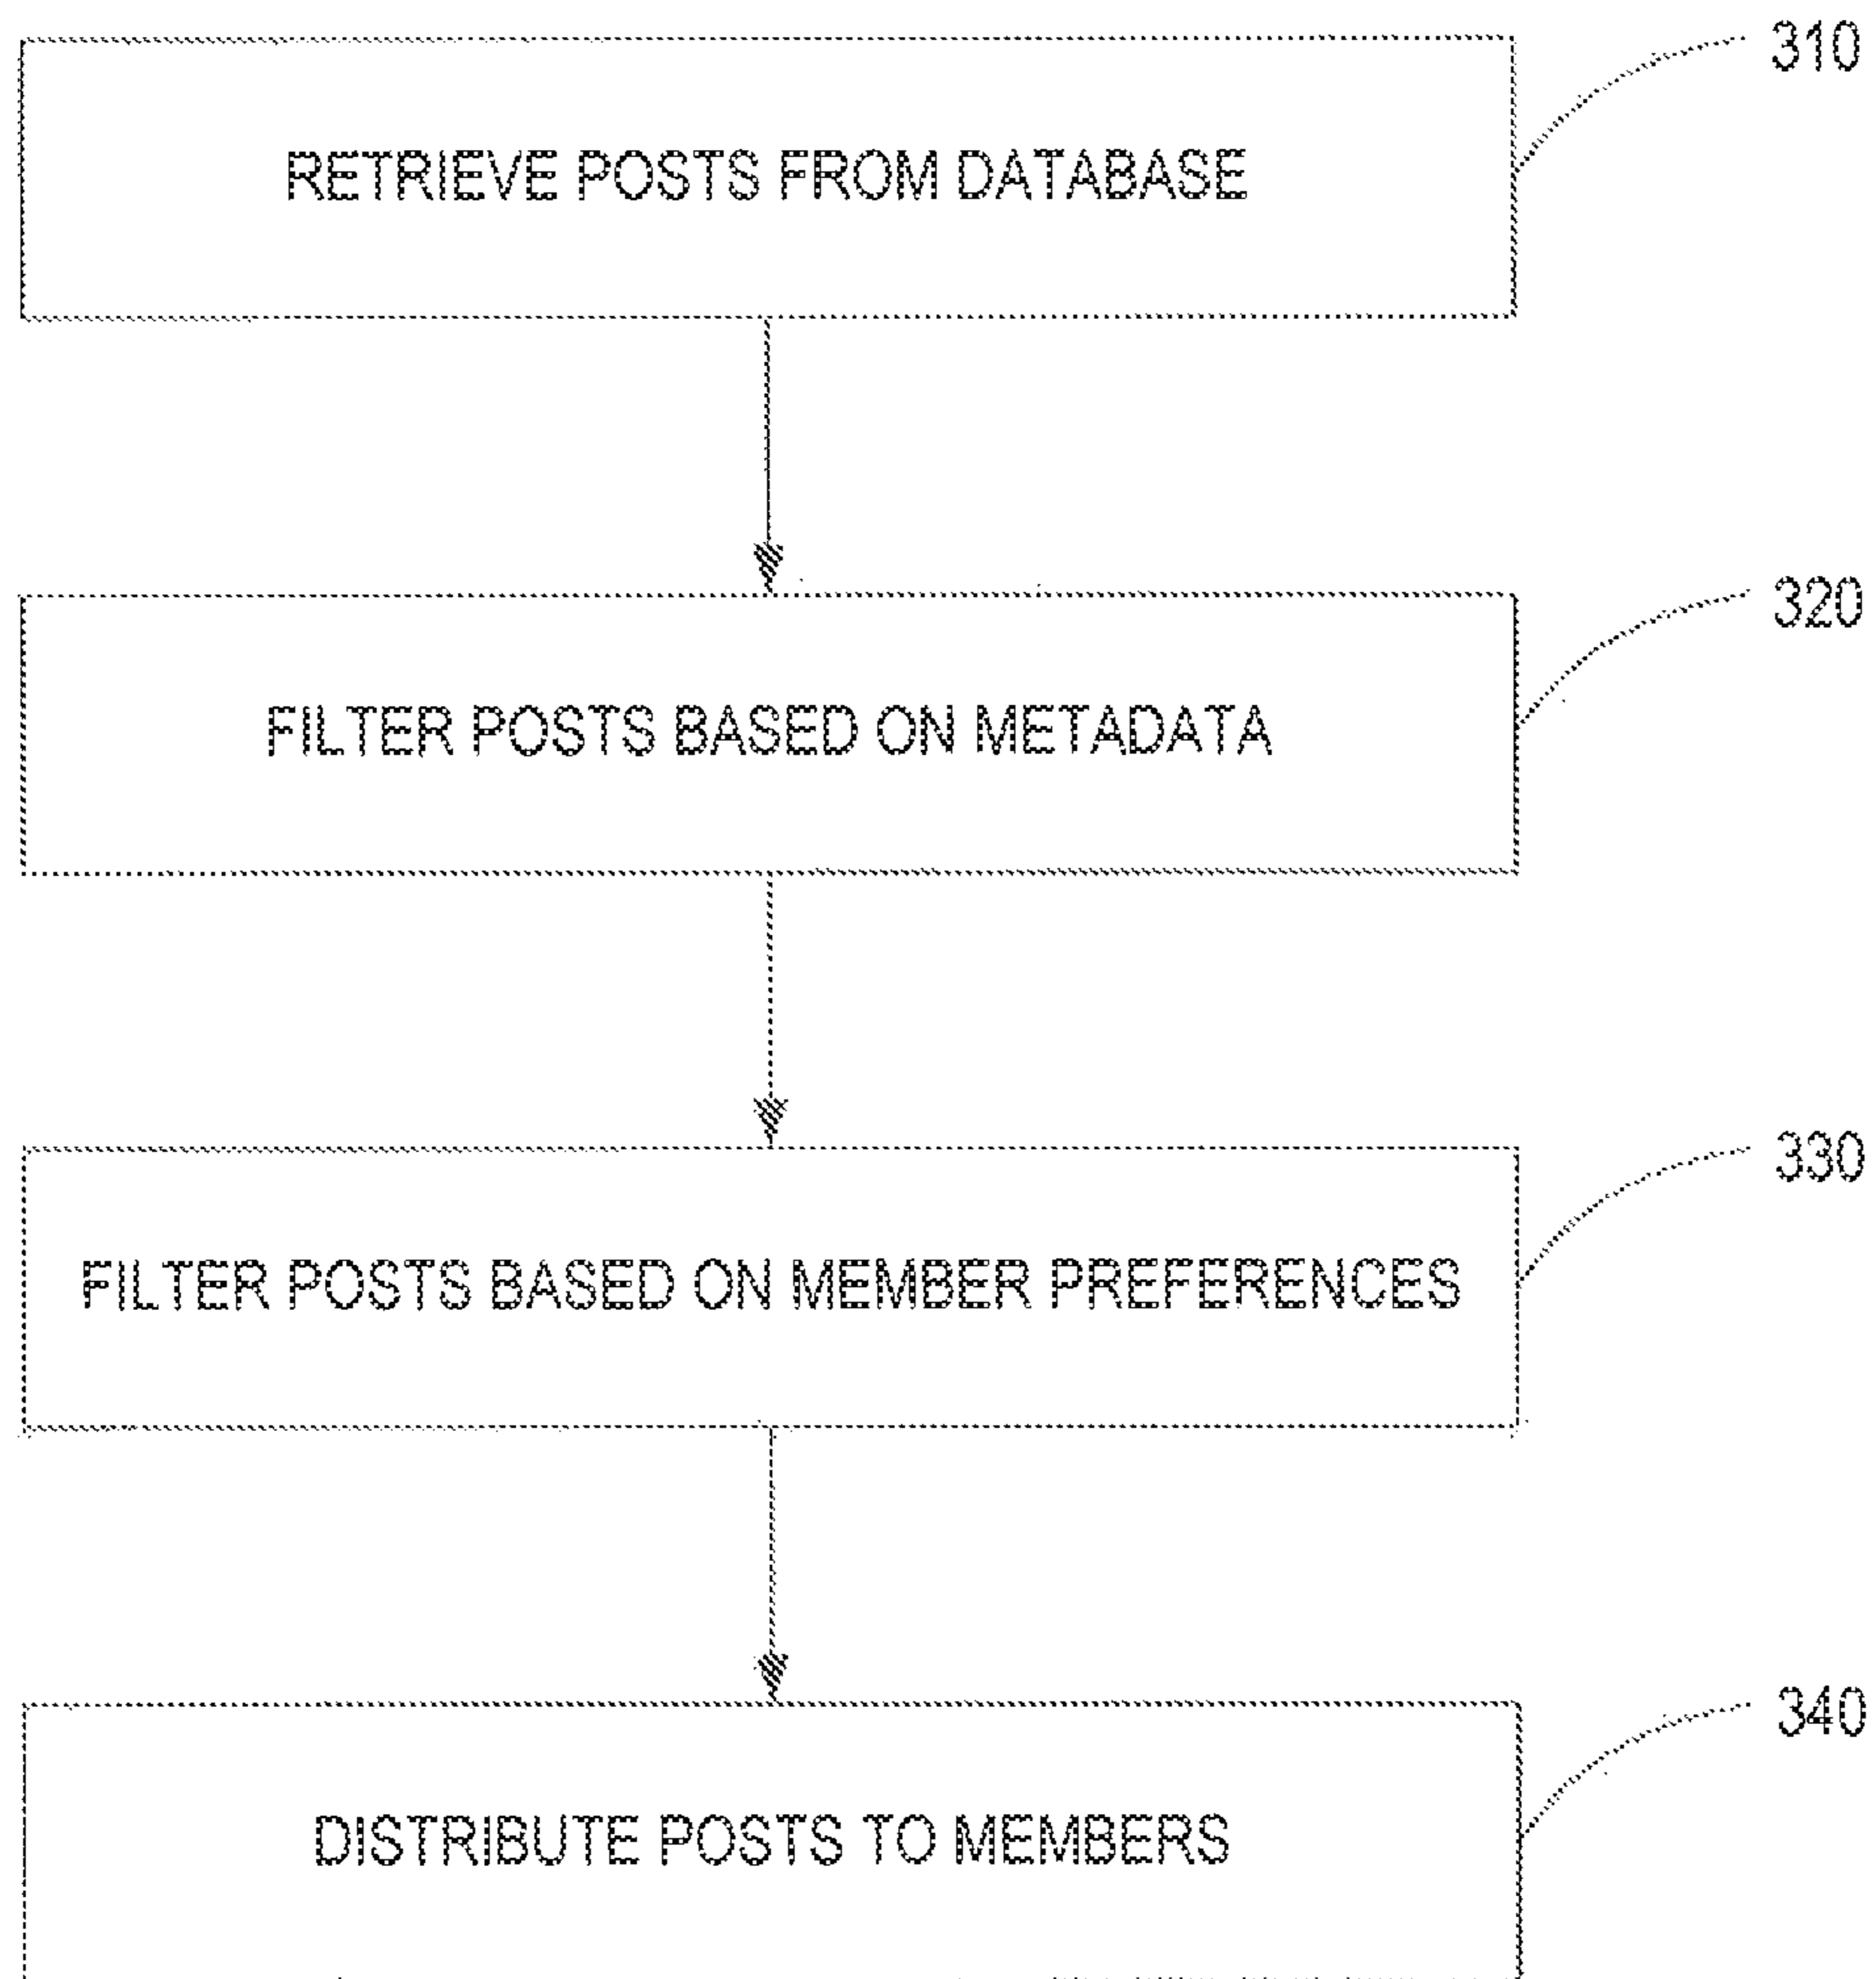 310
RETRIEVE POSTS FROM DATABASE
320
FILTER POSTS BASED ON METADATA
330
FILTER POSTS BASED ON MEMBER PREFERENCES
340
DISTRIBUTE POSTS TO MEMBERS